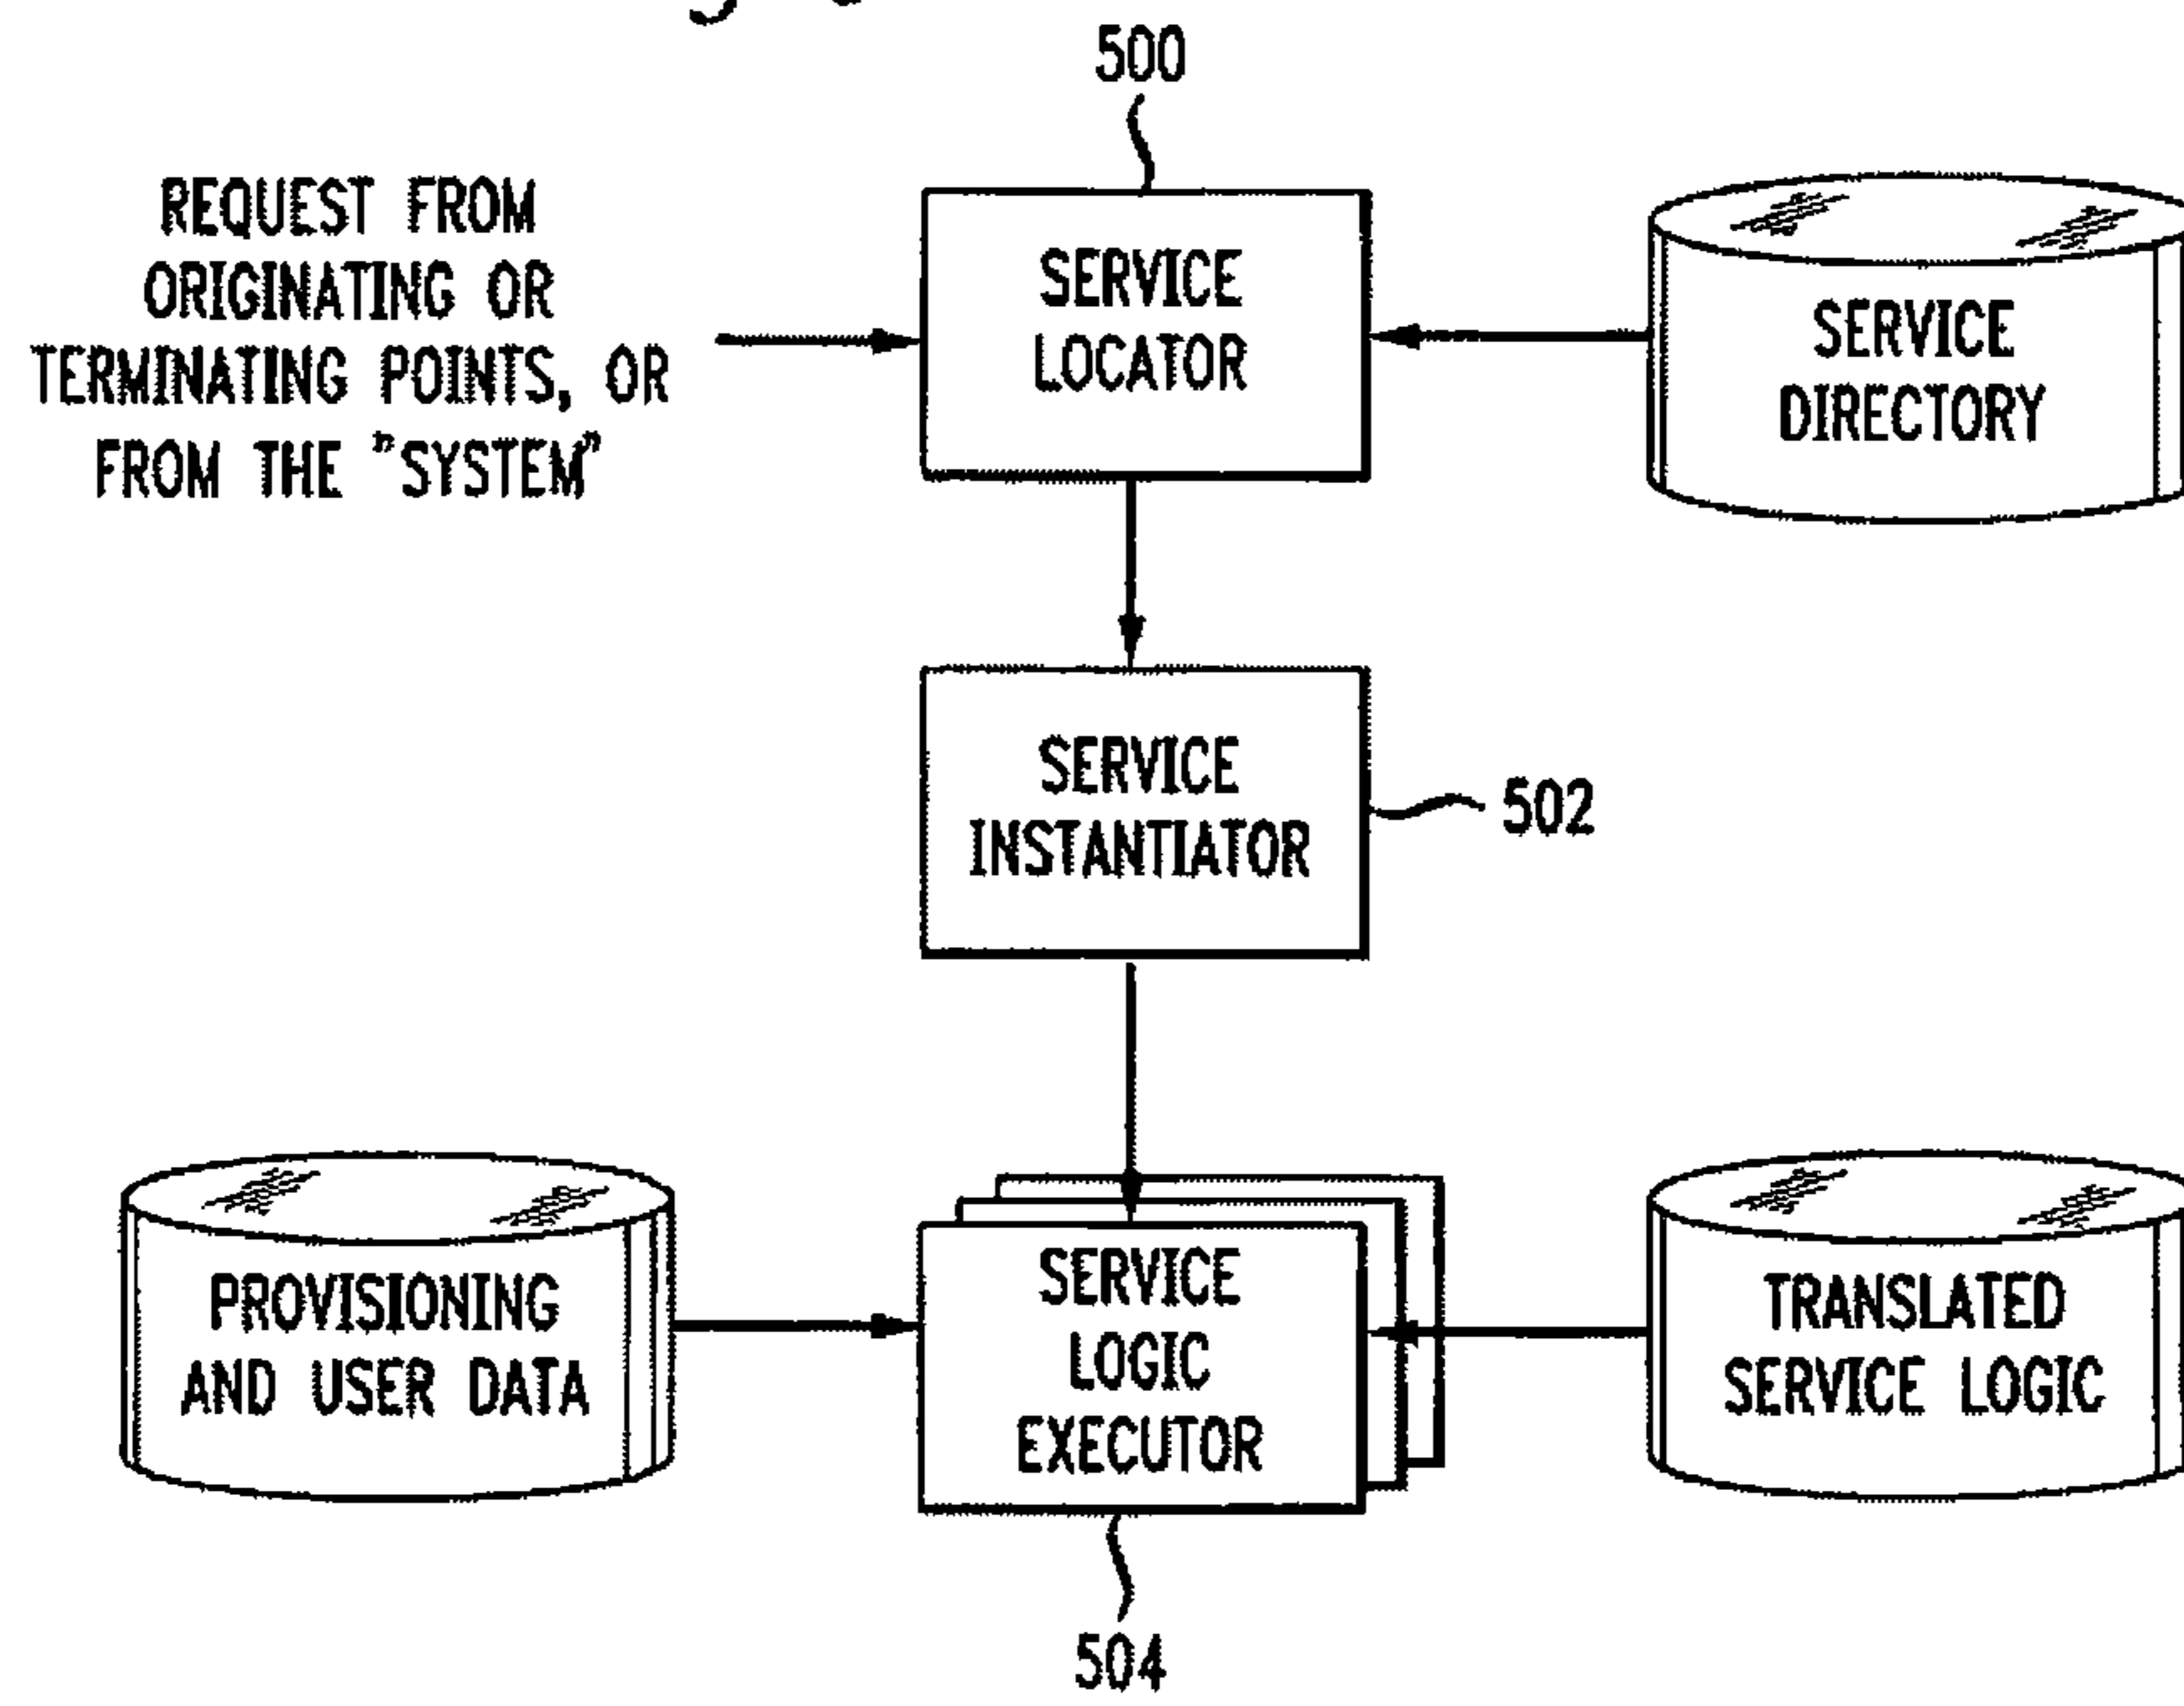 500
REQUEST FROM
ORIGINATING OR
TERMINATING POINTS, OR
FROM THE "SYSTEM"
SERVICE
LOCATOR
SERVICE
DIRECTORY
SERVICE
INSTANTIATOR
502
PROVISIONING
AND USER DATA
SERVICE
LOGIC
EXECUTOR
TRANSLATED
SERVICE LOGIC
504